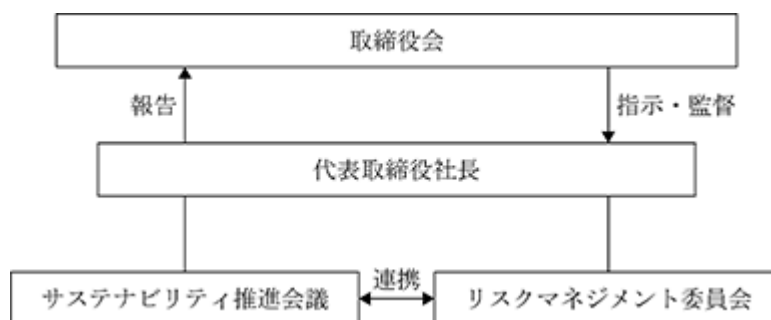 取締役会
報告
指示・監督
代表取締役社長
連携
サステナビリティ推進会議
リスクマネジメント委員会